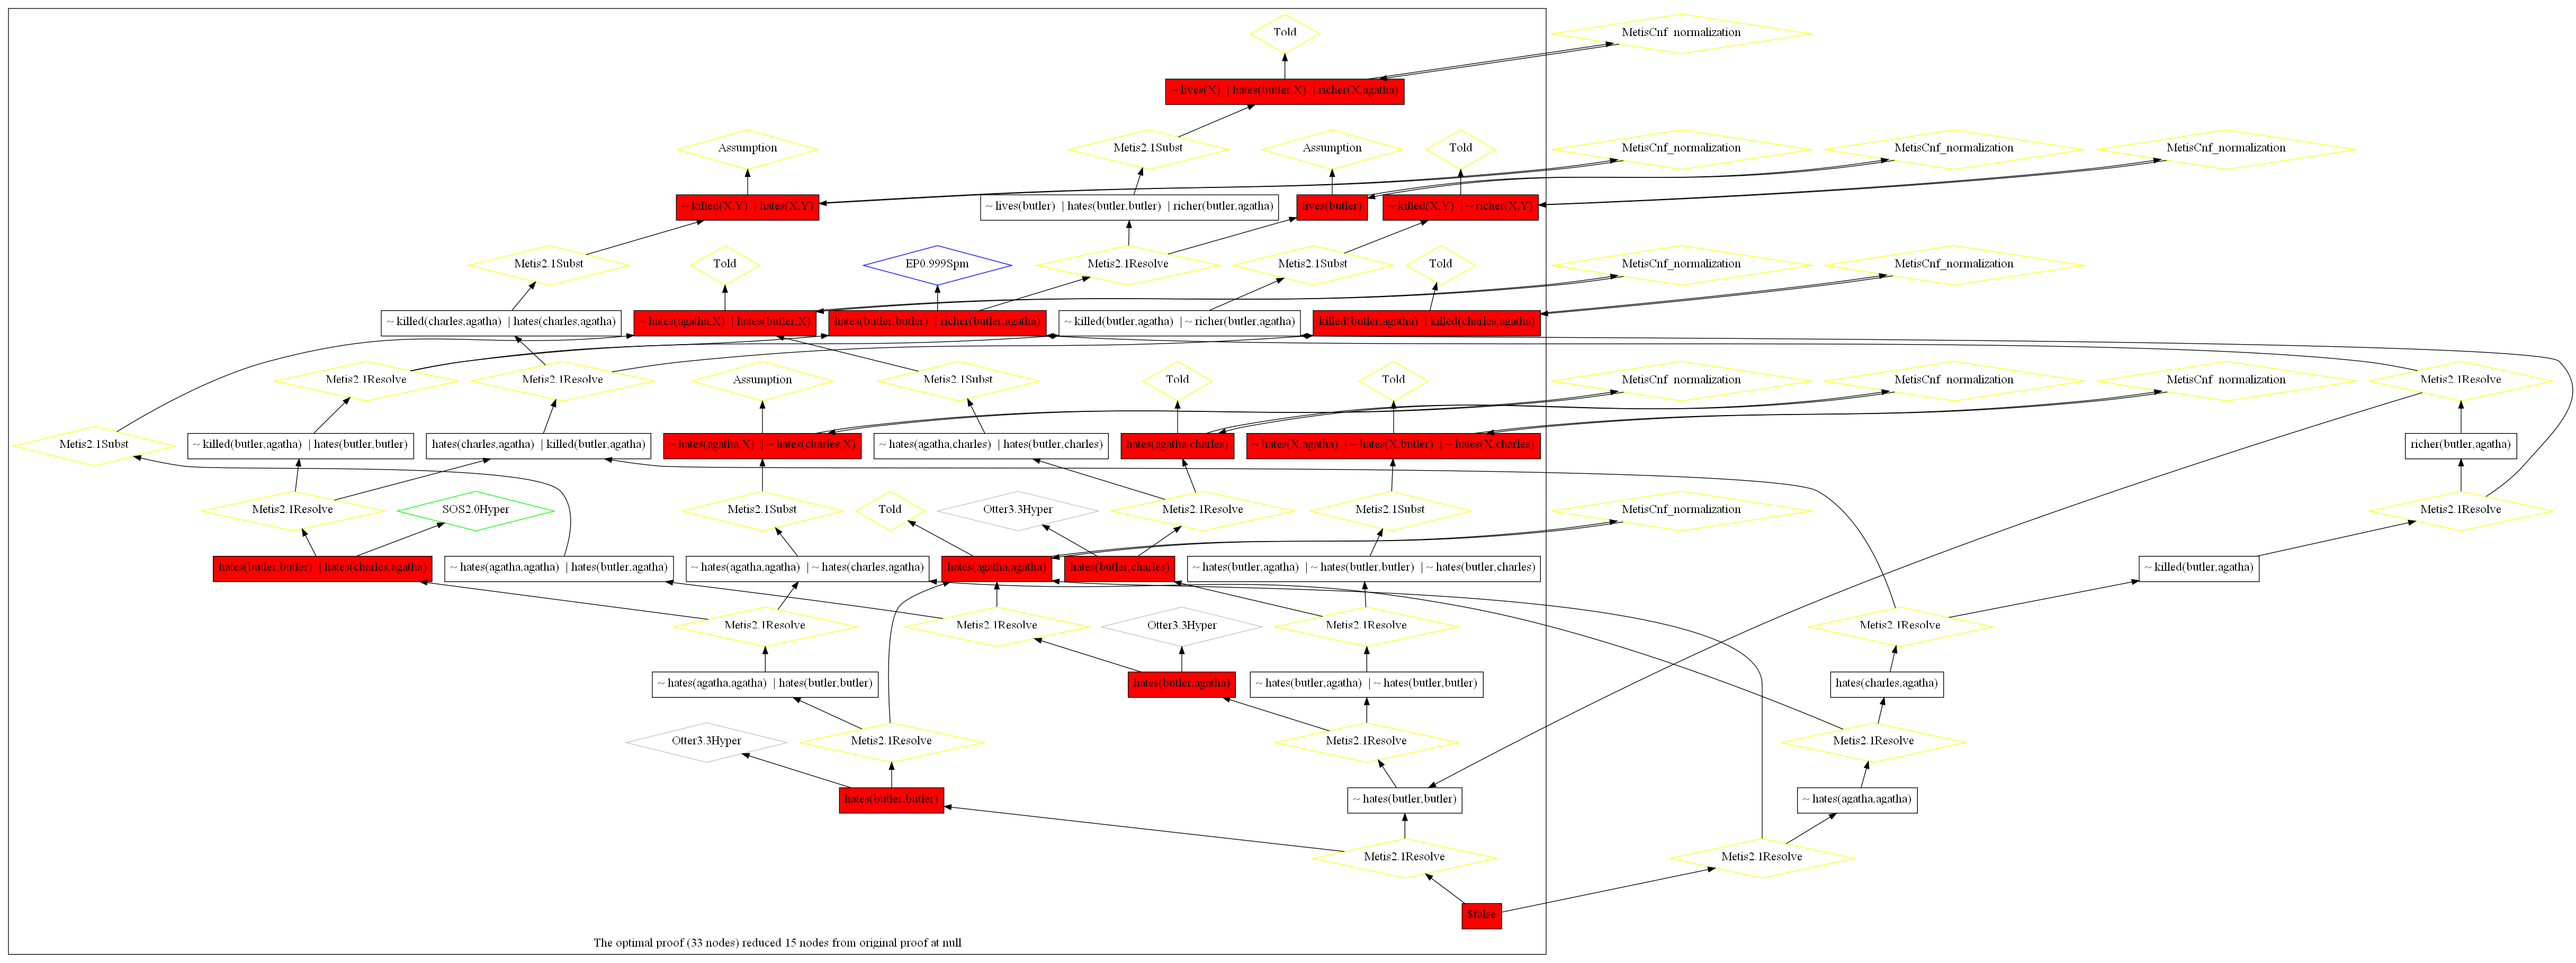 Told
MetisCnf_normalization
~ lives(X) | hates(butler,X) | richer(X,agatha)
Assumption
Metis2.1Subst
Assumption
Told
MetisCnf_normalization
MetisCnf_normalization
MetisCnf_normalization
~ killed(X,Y) | hates(X,Y)
~ lives(butler) | hates(butler,butler) | richer(butler,agatha)
lives(butler)
~ killed(X,Y) | ~ richer(X,Y)
Metis2.1Subst
Told
EP0.999Spm
Metis2.1Resolve
Metis2.1Subst
Told
MetisCnf_normalization
MetisCnf_normalization
~ killed(charles,agatha) | hates(charles,agatha)
~ hates(agatha,X) | hates(butler,X)
hates(butler,butler) | richer(butler,agatha)
~ killed(butler,agatha) | ~ richer(butler,agatha)
killed(butler,agatha) | killed(charles,agatha)
Metis2.1Resolve
Metis2.1Resolve
Assumption
Metis2.1Subst
Told
Told
MetisCnf_normalization
MetisCnf_normalization
MetisCnf_normalization
Metis2.1Resolve
Metis2.1Subst
~ killed(butler,agatha) | hates(butler,butler)
hates(charles,agatha) | killed(butler,agatha)
~ hates(agatha,X) | ~ hates(charles,X)
~ hates(agatha,charles) | hates(butler,charles)
hates(agatha,charles)
~ hates(X,agatha) | ~ hates(X,butler) | ~ hates(X,charles)
richer(butler,agatha)
Metis2.1Resolve
SOS2.0Hyper
Metis2.1Subst
Told
Otter3.3Hyper
Metis2.1Resolve
Metis2.1Subst
MetisCnf_normalization
Metis2.1Resolve
hates(butler,butler) | hates(charles,agatha)
~ hates(agatha,agatha) | hates(butler,agatha)
~ hates(agatha,agatha) | ~ hates(charles,agatha)
hates(agatha,agatha)
hates(butler,charles)
~ hates(butler,agatha) | ~ hates(butler,butler) | ~ hates(butler,charles)
~ killed(butler,agatha)
Metis2.1Resolve
Metis2.1Resolve
Otter3.3Hyper
Metis2.1Resolve
Metis2.1Resolve
~ hates(agatha,agatha) | hates(butler,butler)
hates(butler,agatha)
~ hates(butler,agatha) | ~ hates(butler,butler)
hates(charles,agatha)
Otter3.3Hyper
Metis2.1Resolve
Metis2.1Resolve
Metis2.1Resolve
hates(butler,butler)
~ hates(butler,butler)
~ hates(agatha,agatha)
Metis2.1Resolve
Metis2.1Resolve
$false
The optimal proof (33 nodes) reduced 15 nodes from original proof at null